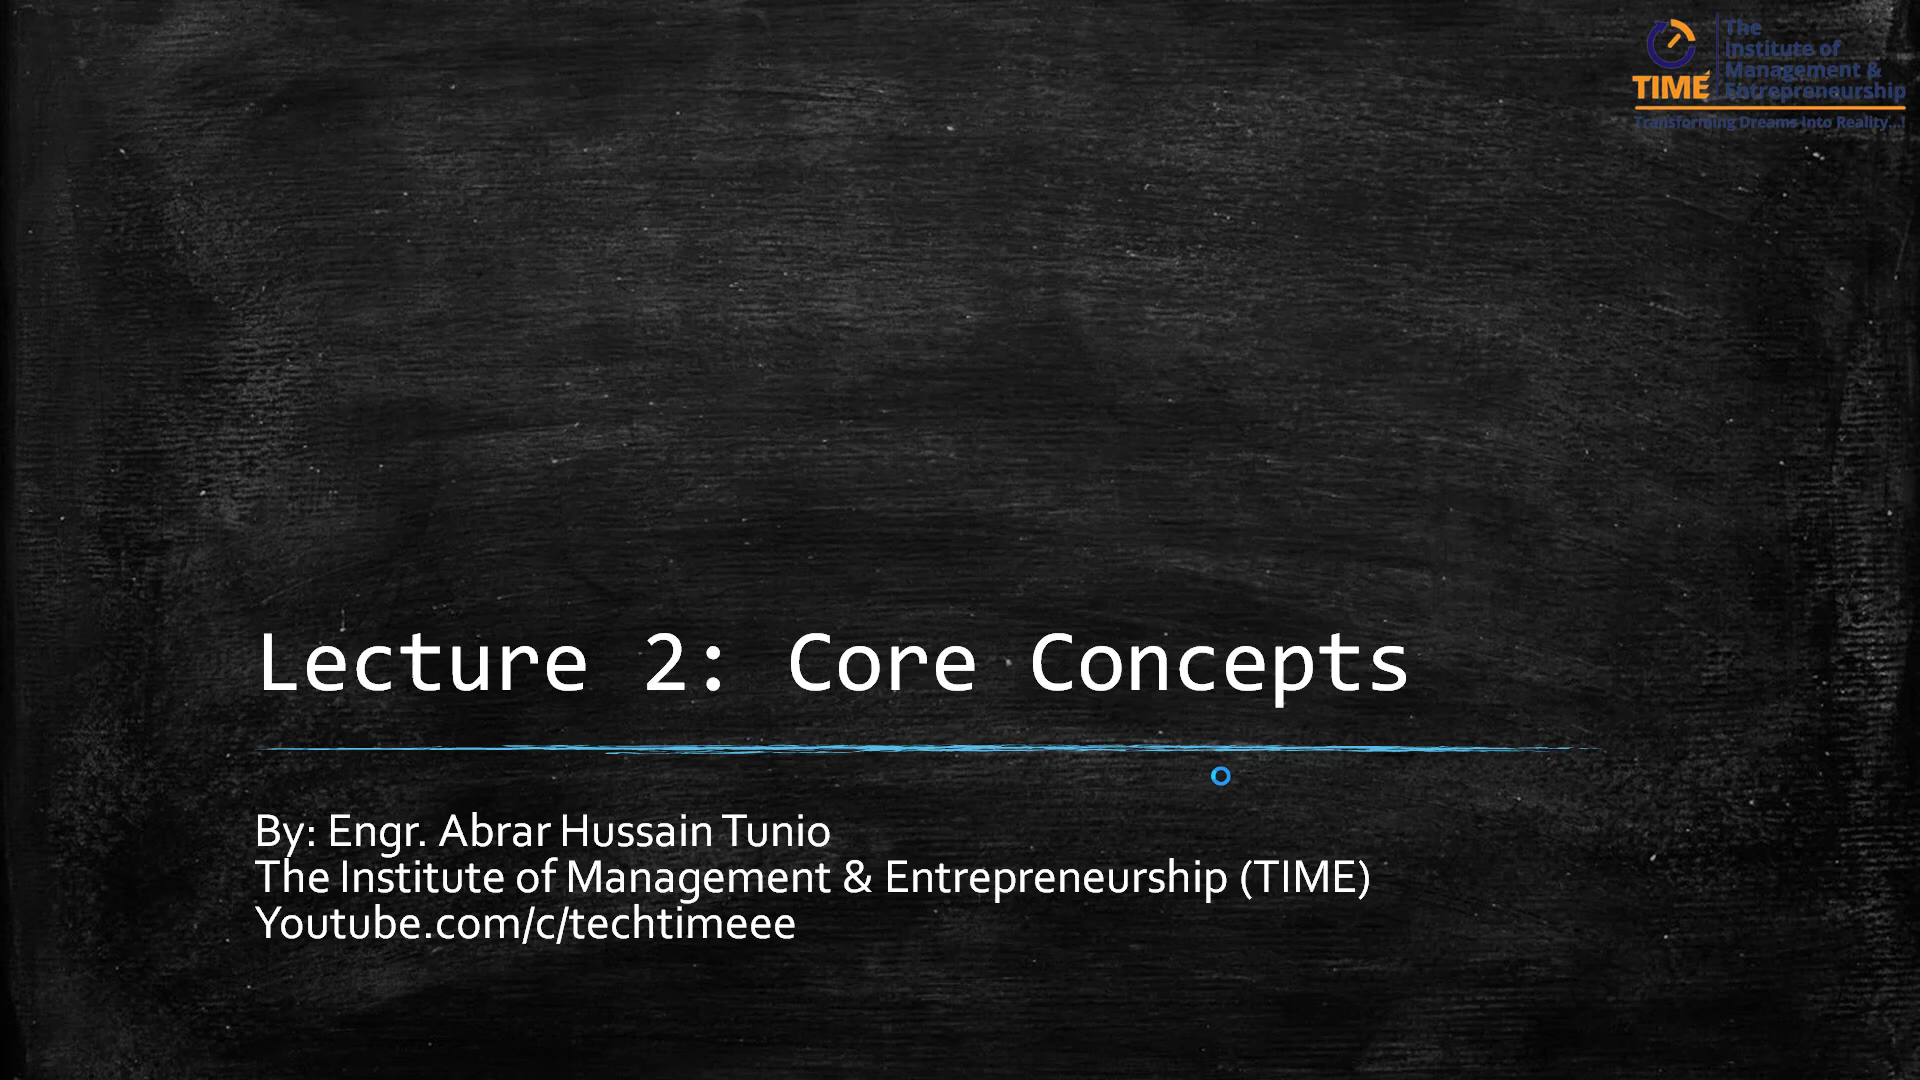 The
Institute of
Management &
TIME Entrepreneurship
Transforming Dreams Into Reality...!
Lecture 2: Core Concepts
By: Engr. Abrar Hussain Tunio
The Institute of Management & Entrepreneurship (TIME)
Youtube.com/c/techtimeee